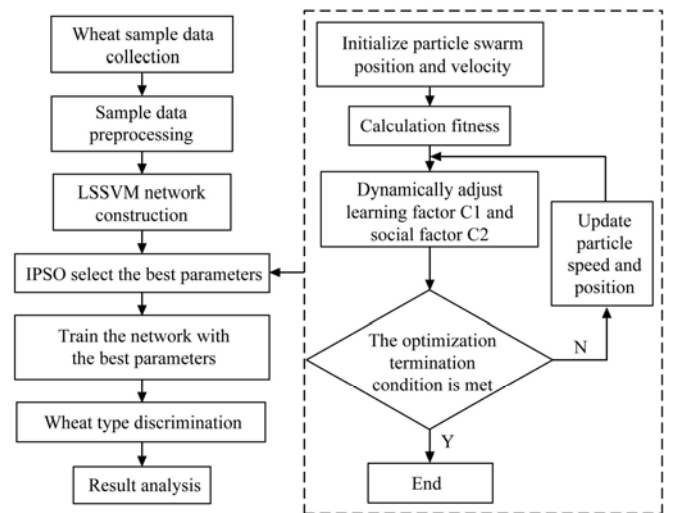 Wheat sample data
collection
Sample data
preprocessing
LSSVM network
construction
IPSO select the best parameters
Train the network with
the best parameters
Wheat type discrimination
Result analysis
Initialize particle swarm
position and velocity
Calculation fitness
Dynamically adjust
learning factor C1 and
social factor C2
Update
particle
speed and
position
The optimization
termination
condition is met
N
Y
End